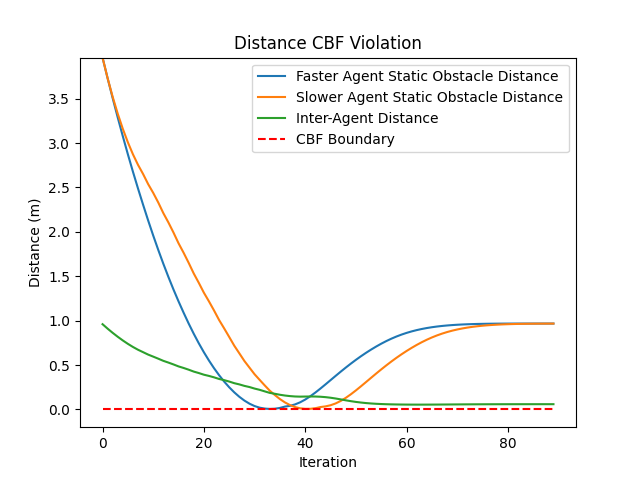 Distance CBF Violation
Faster Agent Static Obstacle Distance
Slower Agent Static Obstacle Distance
Inter-Agent Distance
CBF Boundary
Distance (m)
3.5
3.0
2.5
2.0
1.5
1.0
0.5
0.0
0 20 40 60 80
Iteration